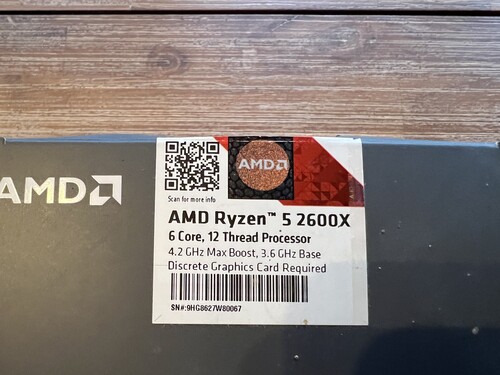 AMD
AMD
Scan for more info
AMD Ryzen™ 5 2600X
6 Core, 12 Thread Processor
4.2 GHz Max Boost, 3.6 GHz Base
Discrete Graphics Card Required
SN#:9HG8627W80067